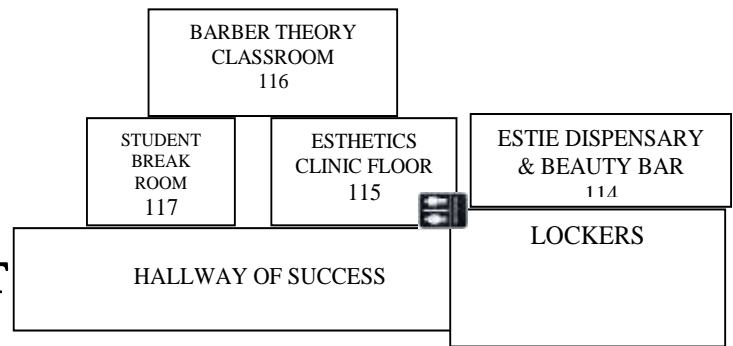 BARBER THEORY
CLASSROOM
116
STUDENT
BREAK
ROOM
117
ESTHETICS
CLINIC FLOOR
115
ESTIE DISPENSARY
& BEAUTY BAR
114
LOCKERS
HALLWAY OF SUCCESS
T